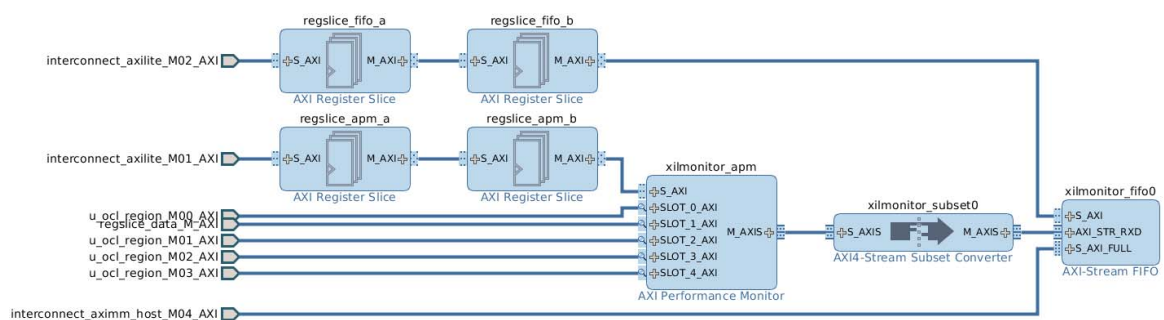 regslice_fifo_a
regslice_fifo_b
interconnect_axilite_M02_AXI
S_AXI
M_AXI
S_AXI
M_AXI
AXI Register Slice
AXI Register Slice
regslice_apm_a
regslice_apm_b
interconnect_axilite_M01_AXI
S_AXI
M_AXI
S_AXI
M_AXI
AXI Register Slice
AXI Register Slice
xilmonitor_apm
S_AXI
SLOT_0_AXI
SLOT_1_AXI
SLOT_2_AXI
SLOT_3_AXI
SLOT_4_AXI
M_AXIS
AXI Performance Monitor
u_ocl_region_M00_AXI
regslice_data_M_AXI
u_ocl_region_M01_AXI
u_ocl_region_M02_AXI
u_ocl_region_M03_AXI
xilmonitor_subset0
S_AXIS
M_AXIS
AXI4-Stream Subset Converter
xilmonitor_fifo0
S_AXI
AXI_STR_RXD
S_AXI_FULL
AXI-Stream FIFO
interconnect_aximm_host_M04_AXI